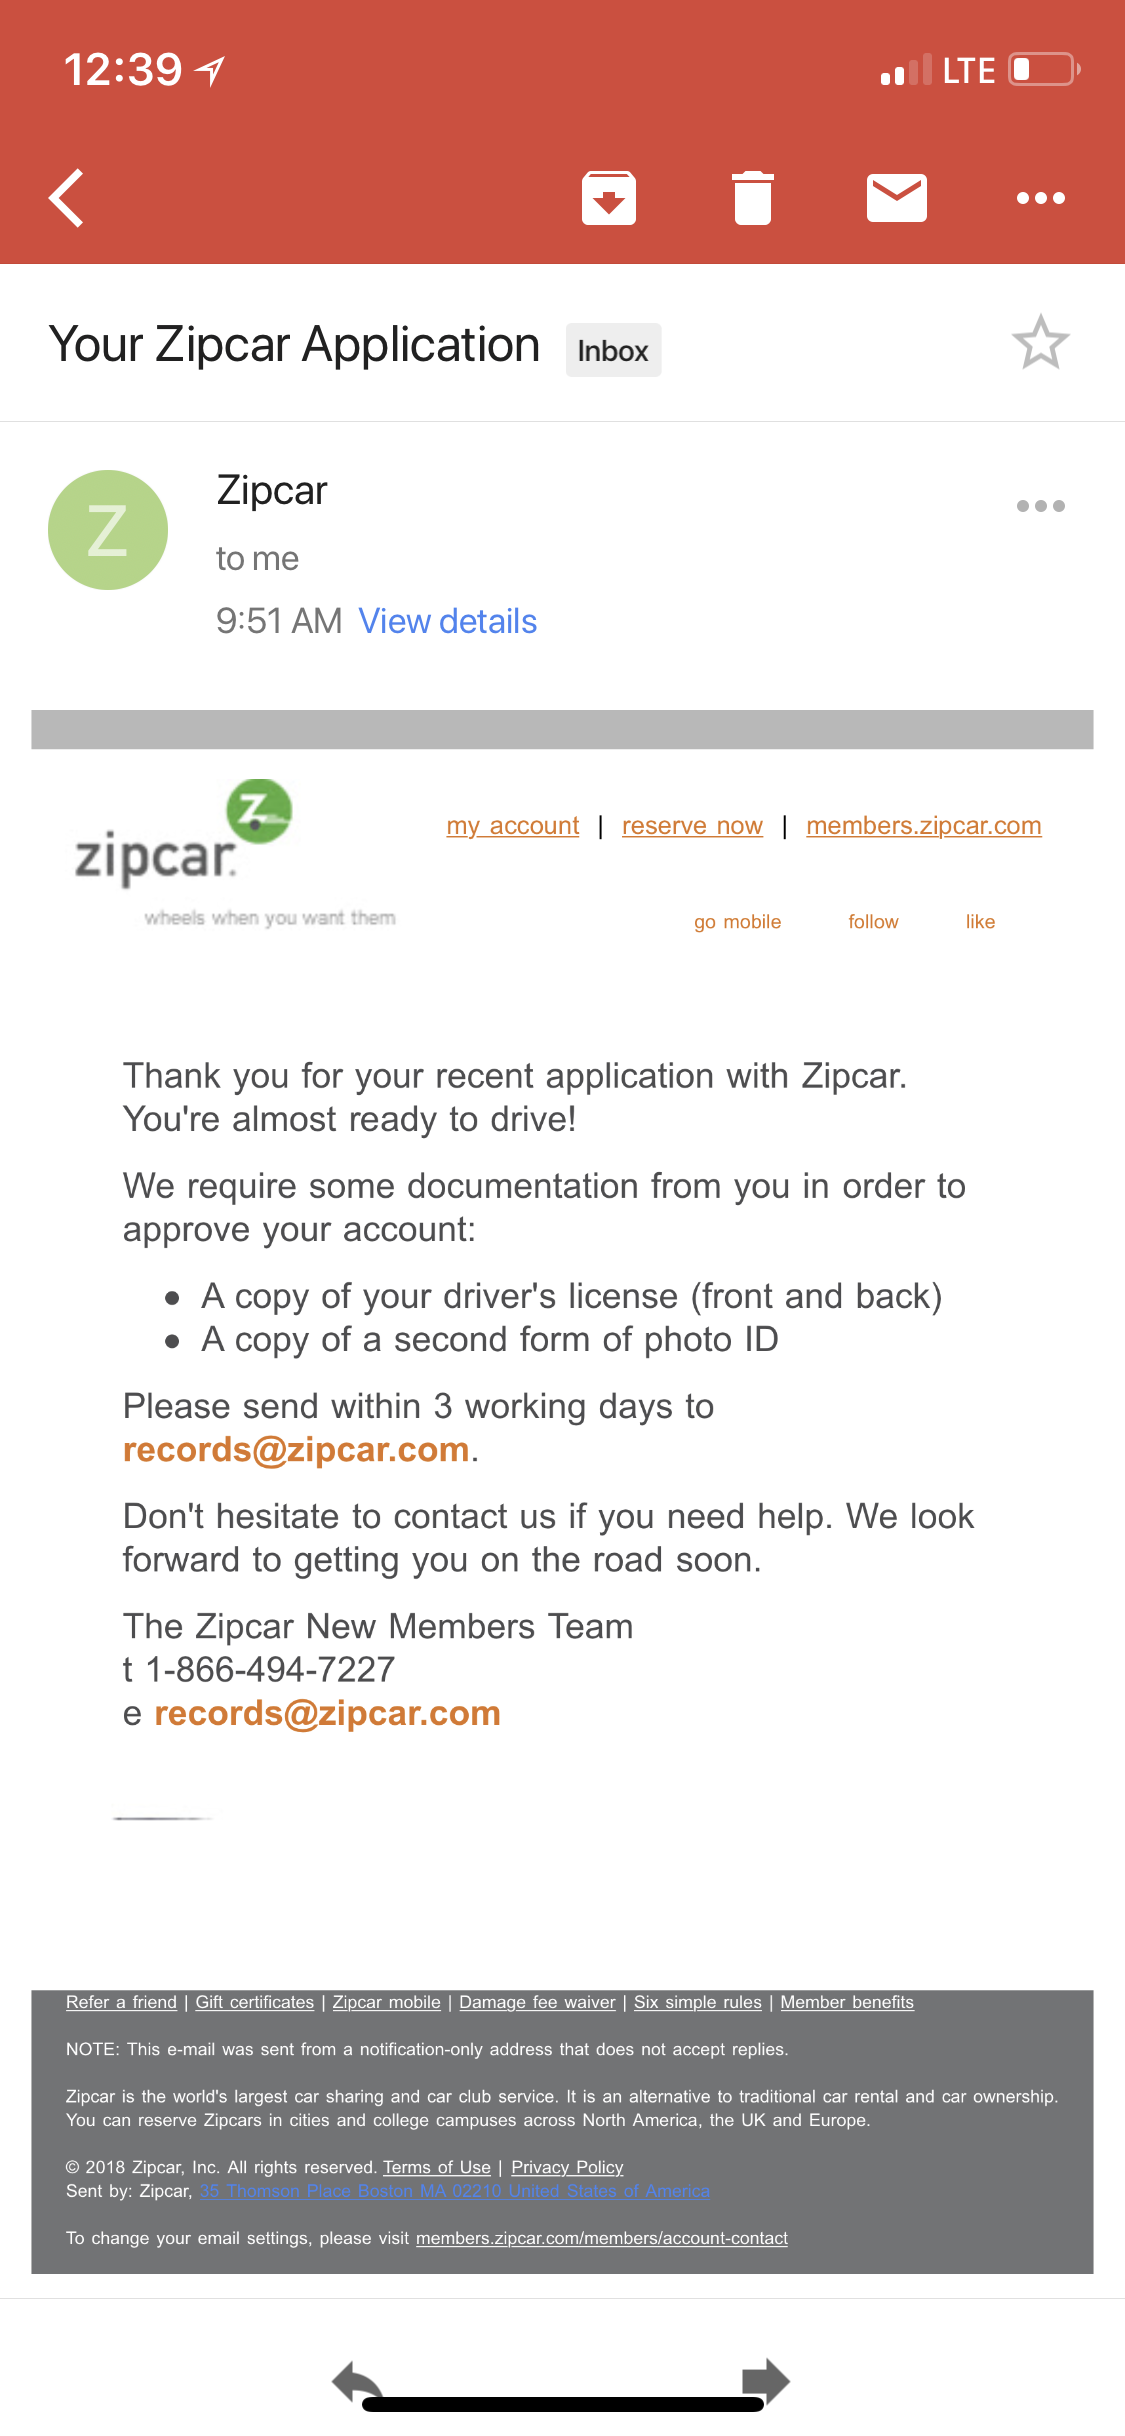 12:39
LTE
Your Zipcar Application Inbox
Z
Zipcar
to me
9:51 AM View details
zipcar.
wheels when you want them
my account | reserve now | members.zipcar.com
go mobile follow like
Thank you for your recent application with Zipcar.
You're almost ready to drive!
We require some documentation from you in order to
approve your account:
• A copy of your driver's license (front and back)
• A copy of a second form of photo ID
Please send within 3 working days to
records@zipcar.com.
Don't hesitate to contact us if you need help. We look
forward to getting you on the road soon.
The Zipcar New Members Team
t 1-866-494-7227
e records@zipcar.com
Refer a friend | Gift certificates | Zipcar mobile | Damage fee waiver | Six simple rules | Member benefits
NOTE: This e-mail was sent from a notification-only address that does not accept replies.
Zipcar is the world's largest car sharing and car club service. It is an alternative to traditional car rental and car ownership.
You can reserve Zipcars in cities and college campuses across North America, the UK and Europe.
© 2018 Zipcar, Inc. All rights reserved. Terms of Use | Privacy Policy
Sent by: Zipcar, 35 Thomson Place Boston MA 02210 United States of America
To change your email settings, please visit members.zipcar.com/members/account-contact